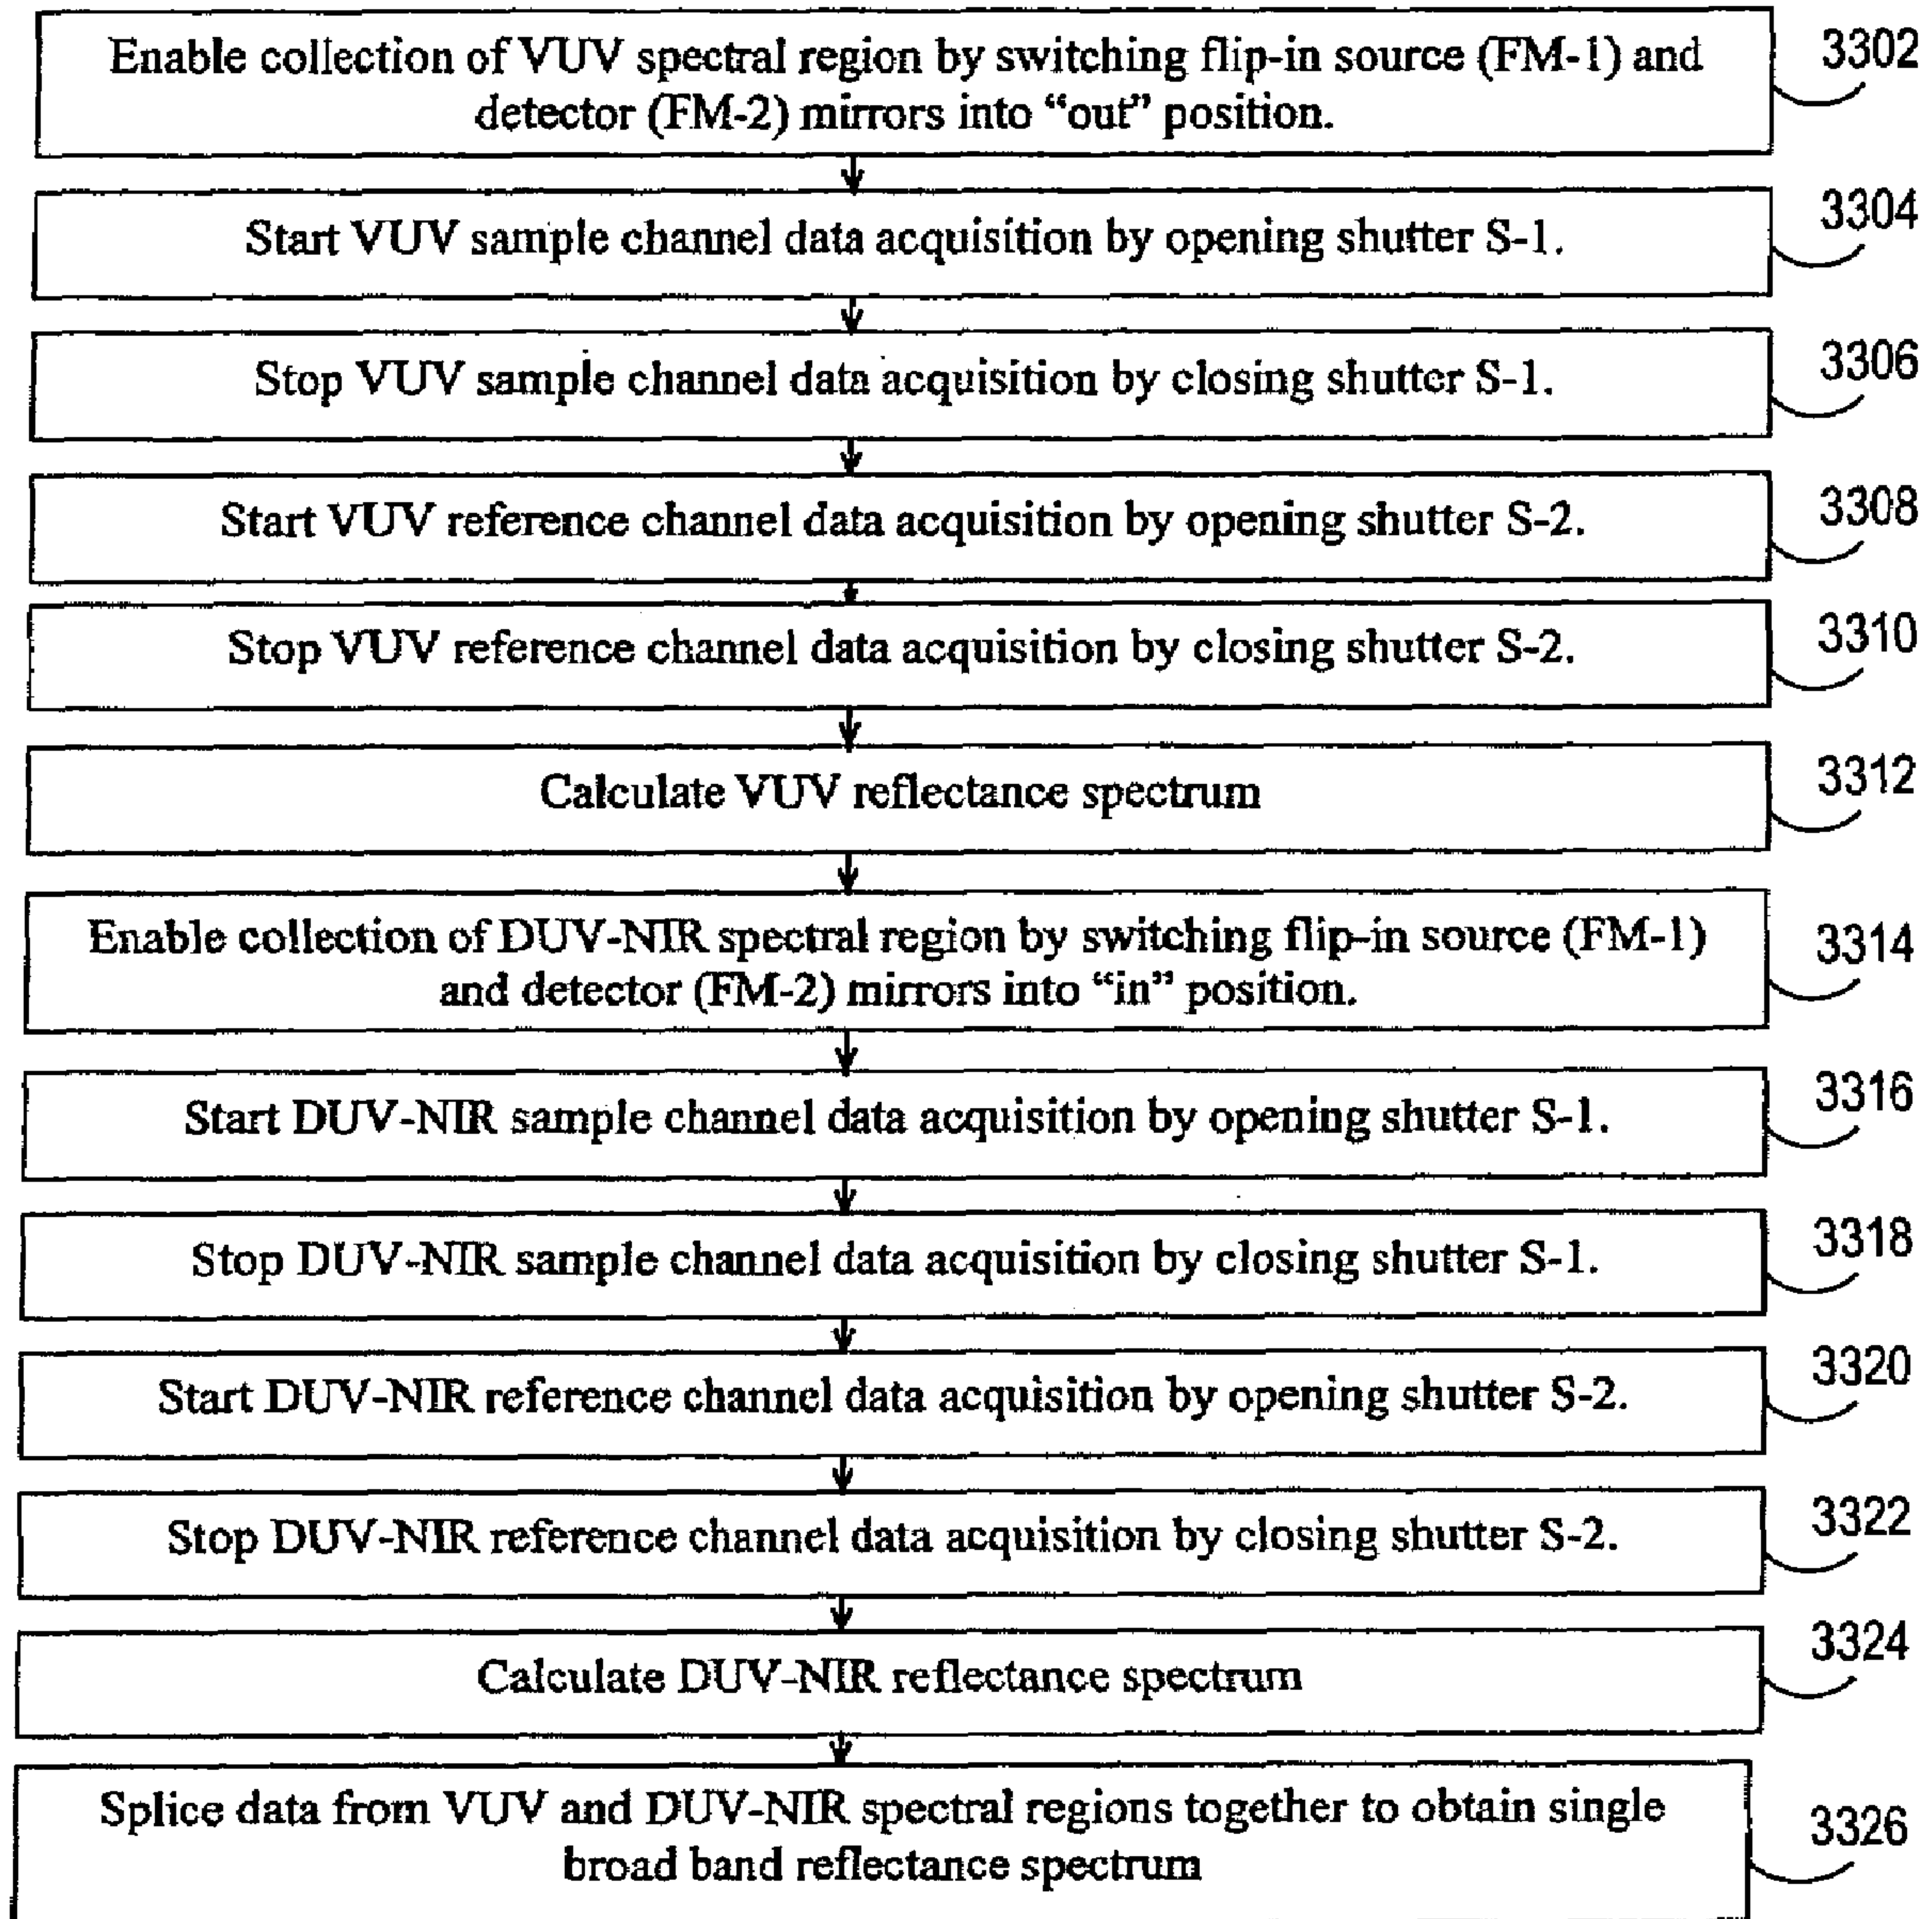 Enable collection of VUV spectral region by switching flip-in source (FM-1) and
detector (FM-2) mirrors into “out” position.
3302
Start VUV sample channel data acquisition by opening shutter S-1.
3304
Stop VUV sample channel data acquisition by closing shutter S-1.
3306
Start VUV reference channel data acquisition by opening shutter S-2.
3308
Stop VUV reference channel data acquisition by closing shutter S-2.
3310
Calculate VUV reflectance spectrum
3312
Enable collection of DUV-NIR spectral region by switching flip-in source (FM-1)
and detector (FM-2) mirrors into “in” position.
3314
Start DUV-NIR sample channel data acquisition by opening shutter S-1.
3316
Stop DUV-NIR sample channel data acquisition by closing shutter S-1.
3318
Start DUV-NIR reference channel data acquisition by opening shutter S-2.
3320
Stop DUV-NIR reference channel data acquisition by closing shutter S-2.
3322
Calculate DUV-NIR reflectance spectrum
3324
Splice data from VUV and DUV-NIR spectral regions together to obtain single
broad band reflectance spectrum
3326